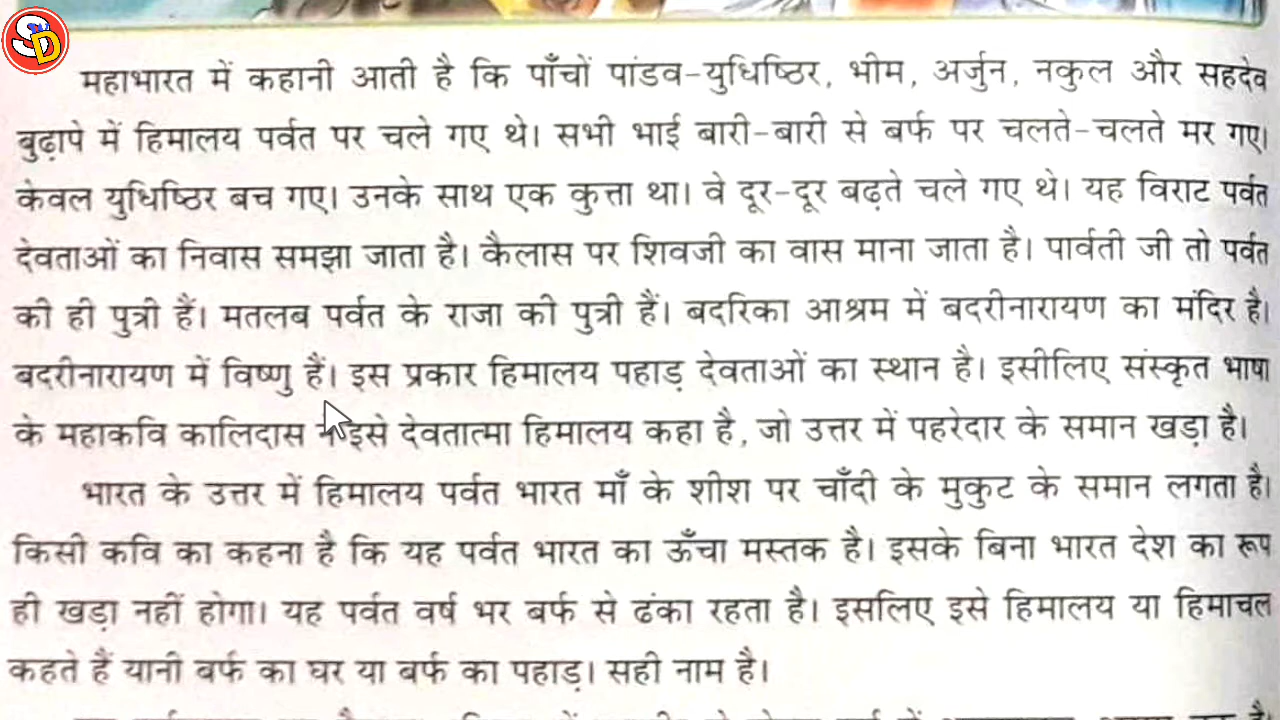 SD
महाभारत में कहानी आती है कि पाँचों पांडव-युधिष्ठिर, भीम, अर्जुन, नकुल और सहदेव
बुढ़ापे में हिमालय पर्वत पर चले गए थे। सभी भाई बारी-बारी से बर्फ पर चलते-चलते मर गए।
केवल युधिष्ठिर बच गए। उनके साथ एक कुत्ता था। वे दूर-दूर बढ़ते चले गए थे। यह विराट पर्वत
देवताओं का निवास समझा जाता है। कैलास पर शिवजी का वास माना जाता है। पार्वती जी तो पर्वत
की ही पुत्री हैं। मतलब पर्वत के राजा की पुत्री हैं। बदरिका आश्रम में बदरीनारायण का मंदिर है।
बदरीनारायण में विष्णु हैं। इस प्रकार हिमालय पहाड़ देवताओं का स्थान है। इसीलिए संस्कृत भाषा
के महाकवि कालिदास इसे देवतात्मा हिमालय कहा है, जो उत्तर में पहरेदार के समान खड़ा है।
भारत के उत्तर में हिमालय पर्वत भारत माँ के शीश पर चाँदी के मुकुट के समान लगता है।
किसी कवि का कहना है कि यह पर्वत भारत का ऊँचा मस्तक है। इसके बिना भारत देश का रूप
ही खड़ा नहीं होगा। यह पर्वत वर्ष भर बर्फ से ढंका रहता है। इसलिए इसे हिमालय या हिमाचल
कहते हैं यानी बर्फ का घर या बर्फ का पहाड़। सही नाम है।